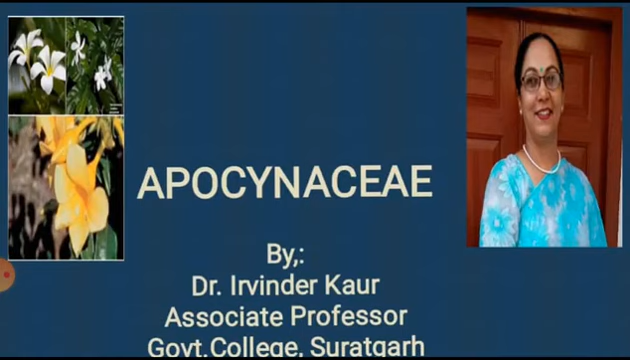 APOCYNACEAE
By,:
Dr. Irvinder Kaur
Associate Professor
Govt.College, Suratgarh